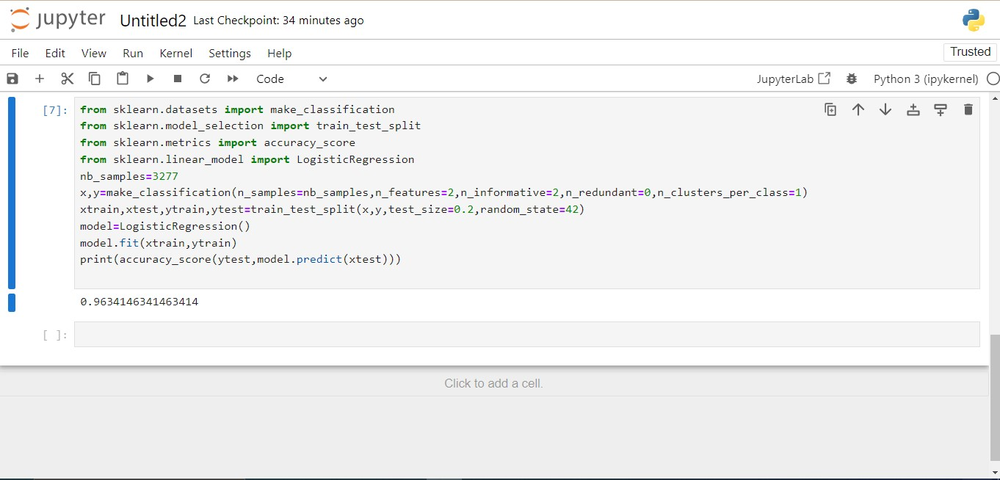 jupyter Untitled2 Last Checkpoint: 34 minutes ago
File Edit View Run Kernel Settings Help Trusted
Code JupyterLab Python 3 (ipykernel)
[7]: from sklearn.datasets import make_classification
from sklearn.model_selection import train_test_split
from sklearn.metrics import accuracy_score
from sklearn.linear_model import LogisticRegression
nb_samples=3277
x,y=make_classification(n_samples=nb_samples,n_features=2,n_informative=2,n_redundant=0,n_clusters_per_class=1)
xtrain,xtest,ytrain,ytest=train_test_split(x,y,test_size=0.2,random_state=42)
model=LogisticRegression()
model.fit(xtrain,ytrain)
print(accuracy_score(ytest,model.predict(xtest)))
0.9634146341463414
[ ]:
Click to add a cell.